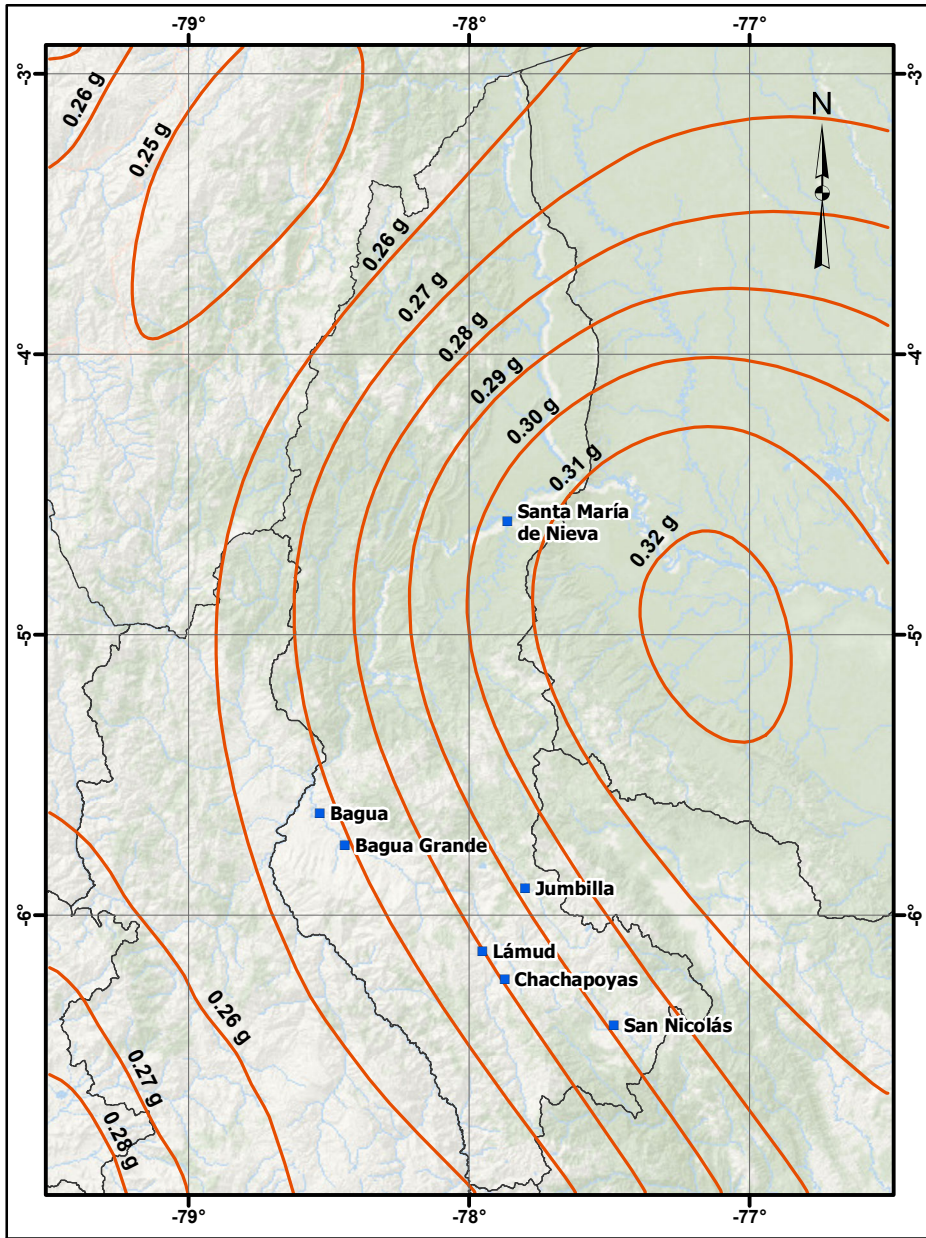 -79°
-78°
-77°
-3°
-3°
N
0.26 g
0.25 g
0.26 g
0.27 g
0.28 g
0.29 g
0.30 g
0.31 g
0.32 g
-4°
-4°
Santa María
de Nieva
-5°
-5°
Bagua
Bagua Grande
Jumbilla
-6°
-6°
Lámud
Chachapoyas
San Nicolás
0.26 g
0.27 g
0.28 g
-79°
-78°
-77°